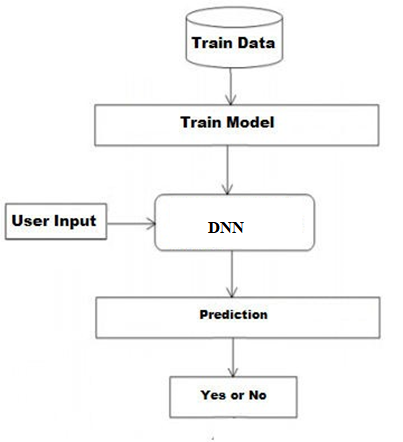 Train Data
Train Model
User Input
DNN
Prediction
Yes or No